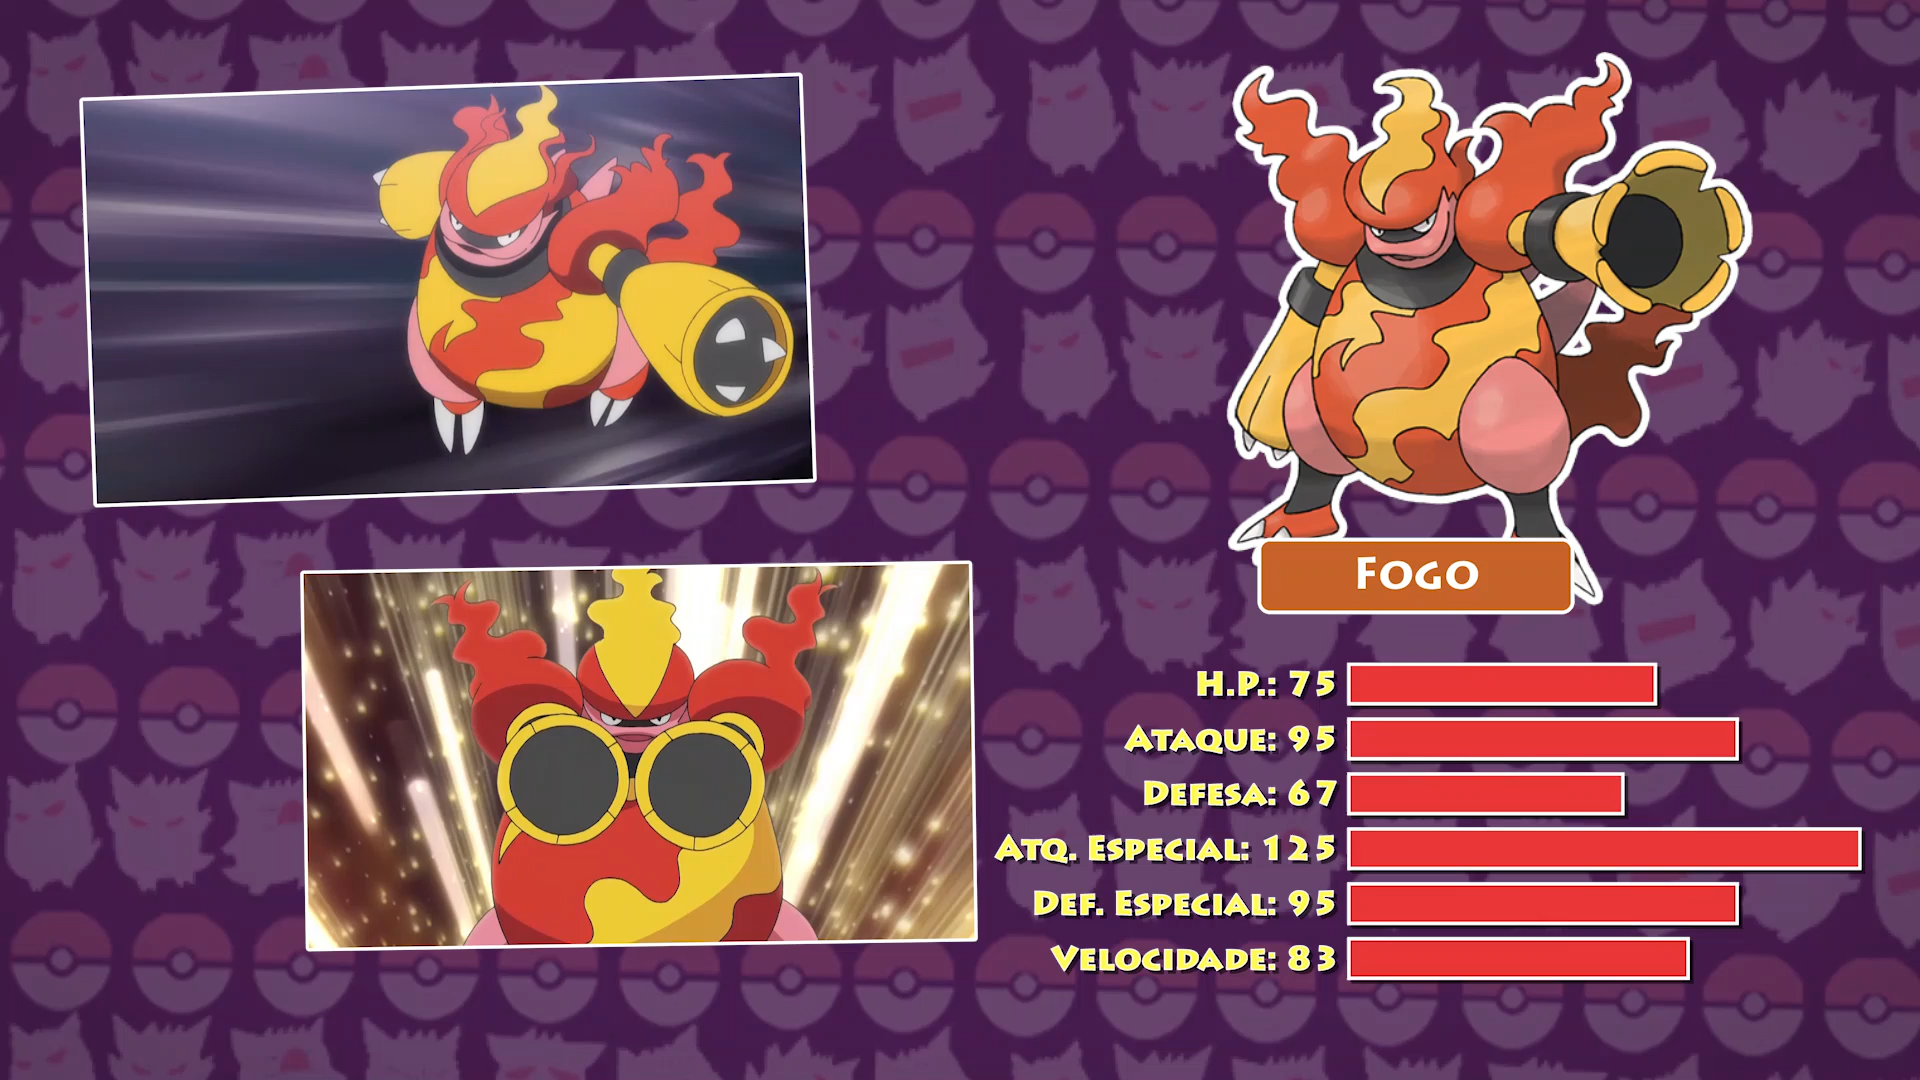 Fogo
H.P.: 75
Ataque: 95
Defesa: 67
Atq. Especial: 125
Def. Especial: 95
Velocidade: 83